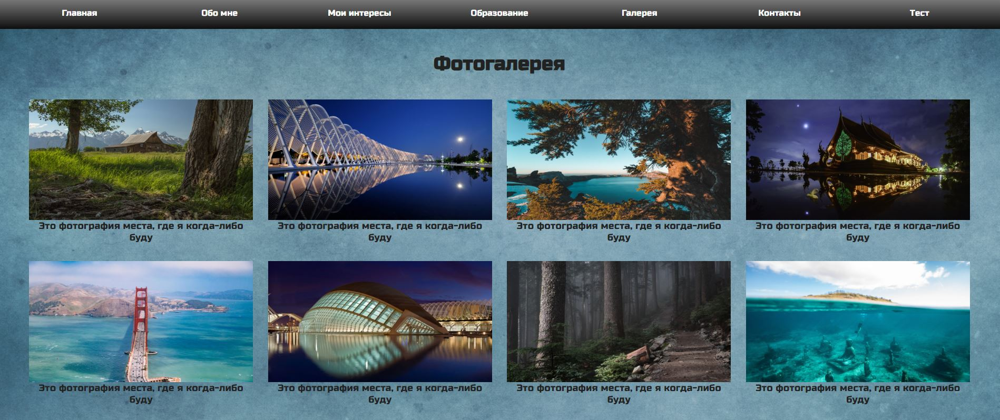 Главная Обо мне Мои интересы Образование Галерея Контакты Тест
Фотогалерея
Это фотография места, где я когда-либо
буду
Это фотография места, где я когда-либо
буду
Это фотография места, где я когда-либо
буду
Это фотография места, где я когда-либо
буду
Это фотография места, где я когда-либо
буду
Это фотография места, где я когда-либо
буду
Это фотография места, где я когда-либо
буду
Это фотография места, где я когда-либо
буду